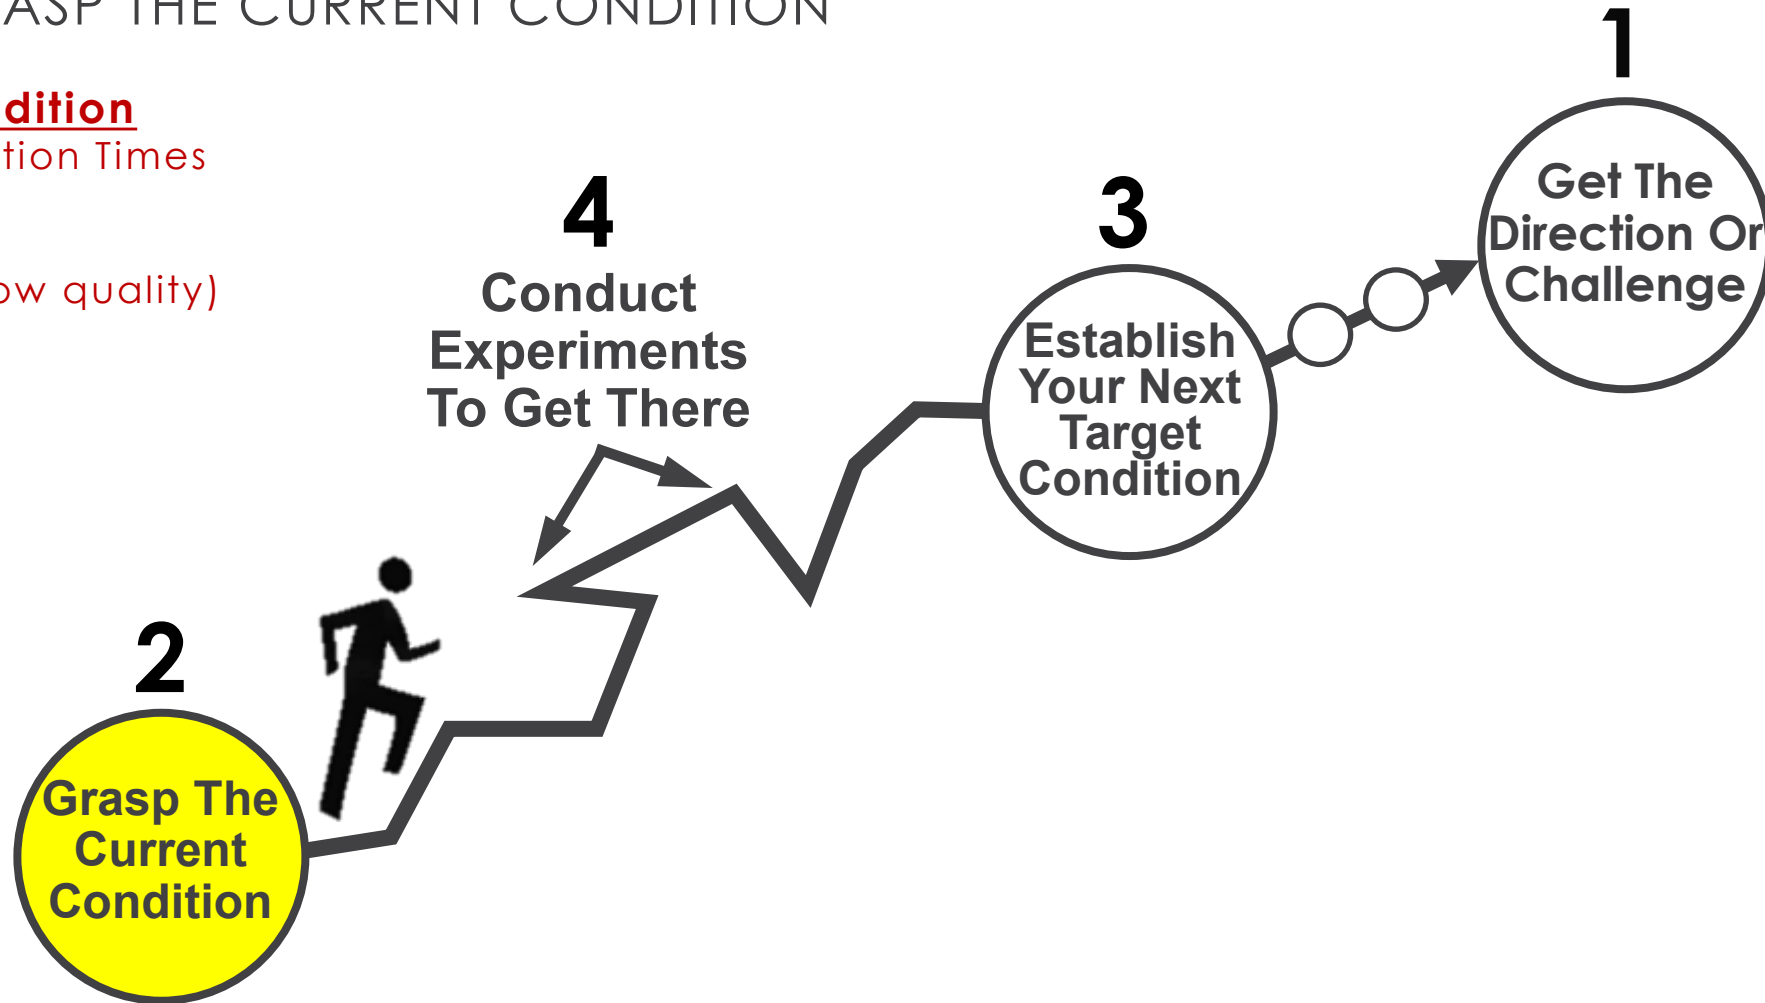 ASP THE CURRENT CONDITION
dition
tion Times
ow quality)
1
Get The
Direction Or
Challenge
4
Conduct
Experiments
To Get There
3
Establish
Your Next
Target
Condition
2
Grasp The
Current
Condition